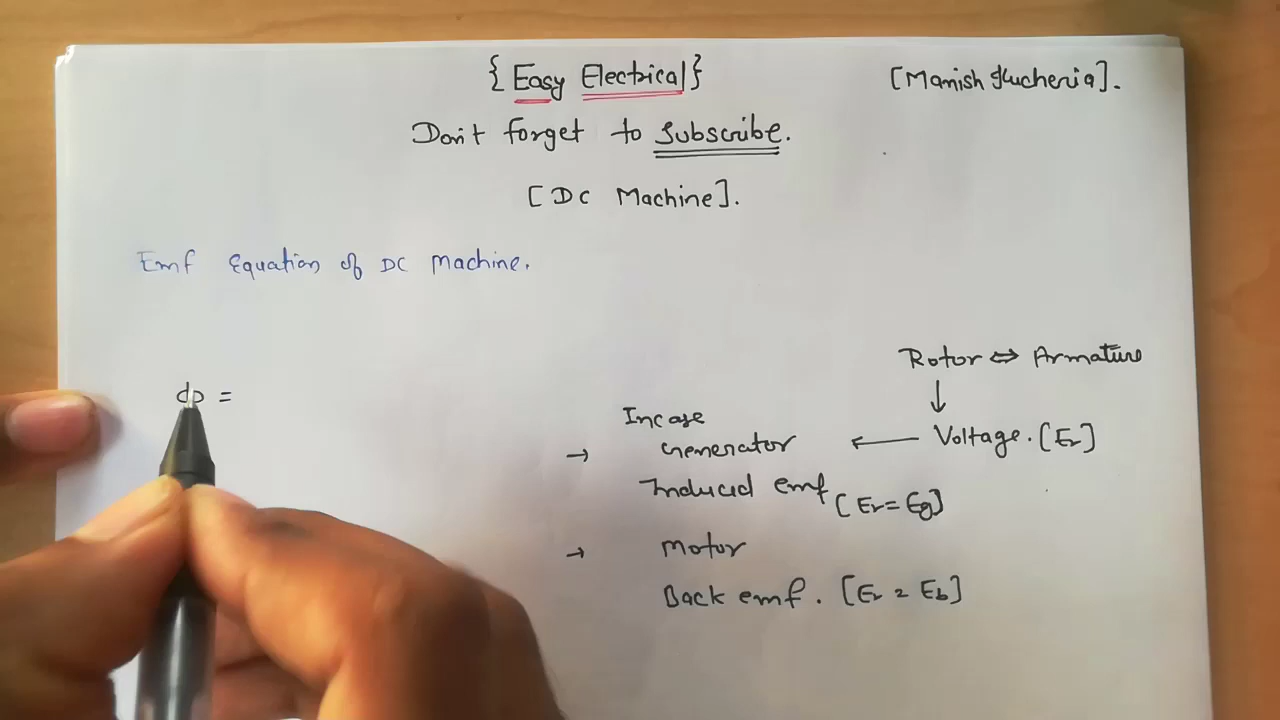 {Easy Electrical}
[Manish Kucheria].
Don't forget to Subscribe.
[DC Machine].
Emf Equation of DC Machine.
Rotor ⇔ Armature
↓
Voltage. [Er]
←
dφ =
Incase
→ Generator
Induced emf [Er = Eg]
→ Motor
Back emf. [Er = Eb]